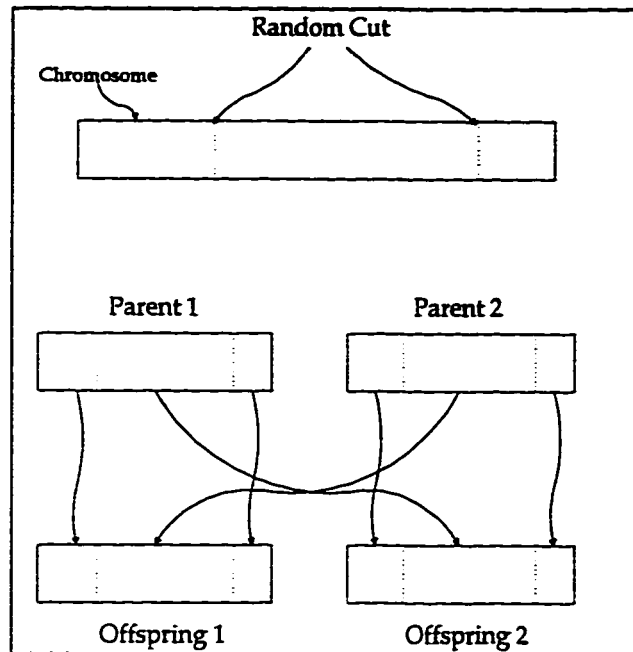 Random Cut
Chromosome
Parent 1
Parent 2
Offspring 1
Offspring 2